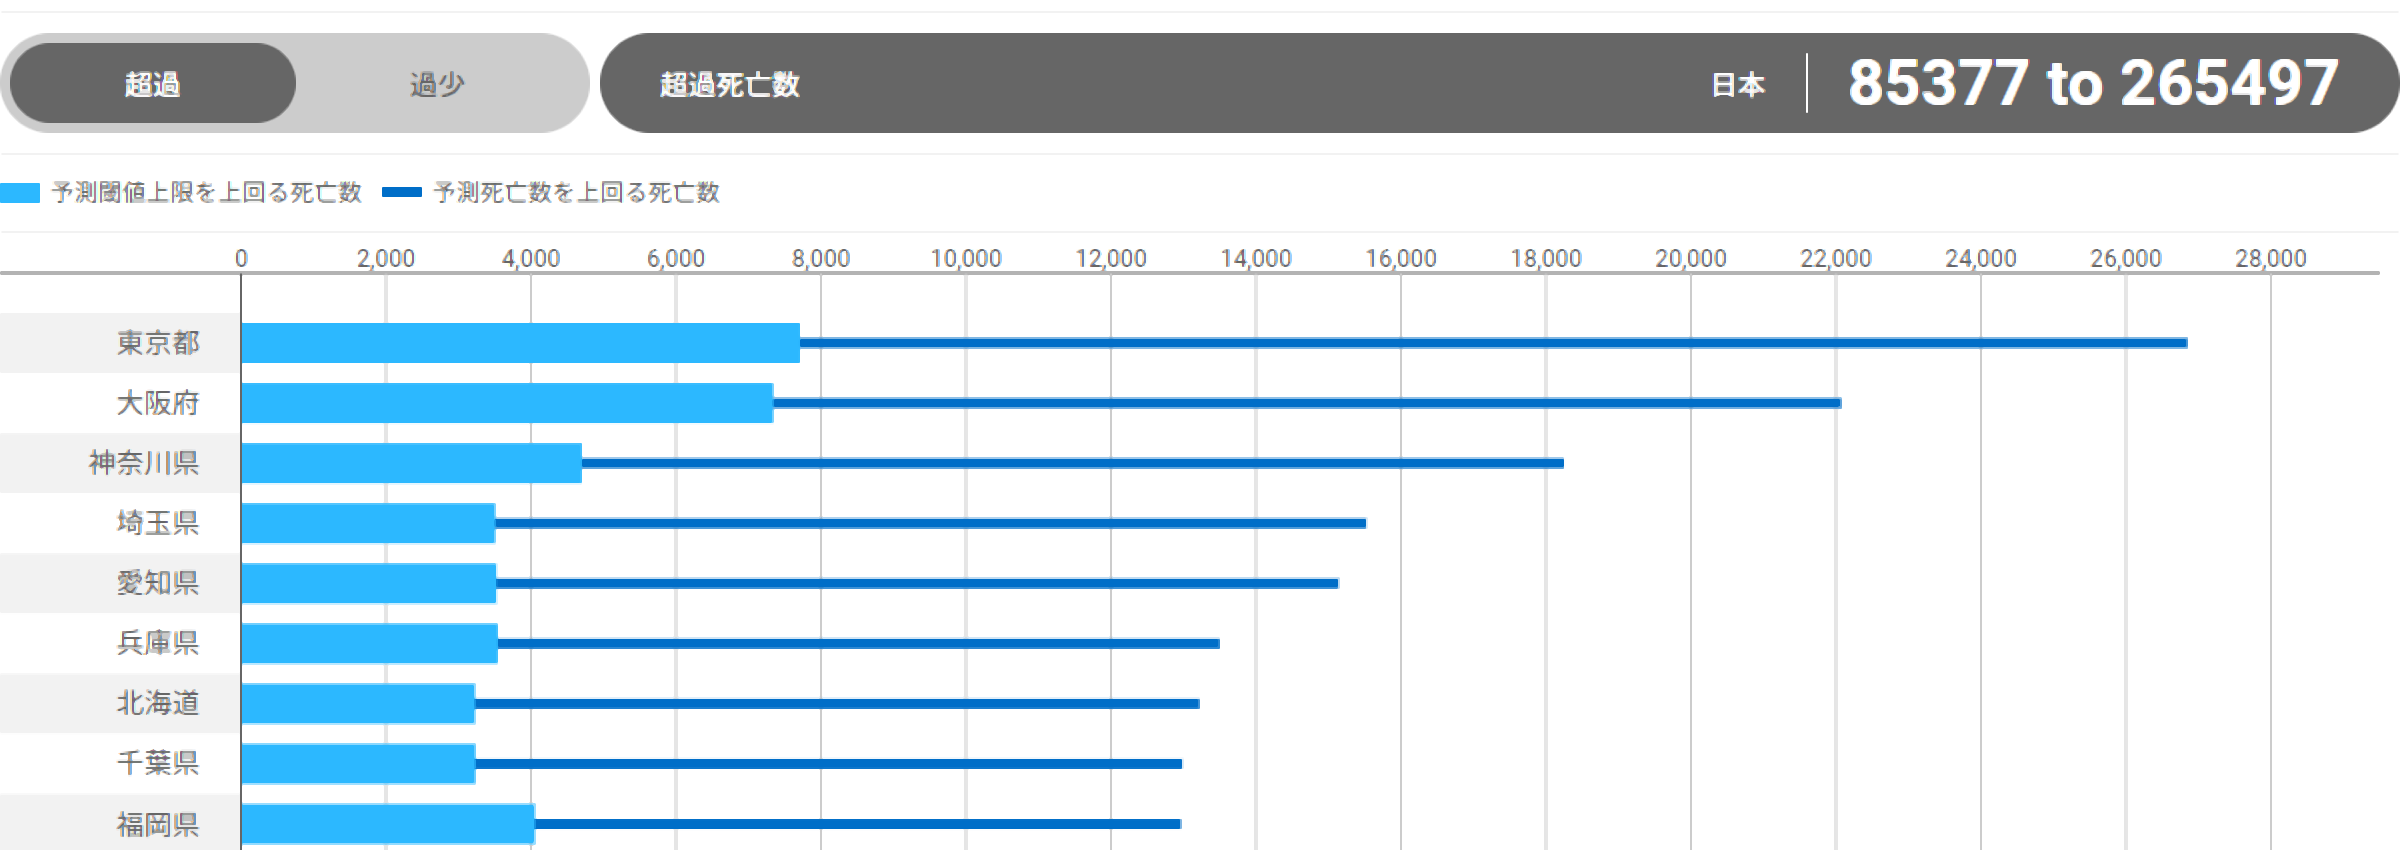 超過 過少 超過死亡数 日本 85377 to 265497
予測閾値上限を上回る死亡数 予測死亡数を上回る死亡数
0 2,000 4,000 6,000 8,000 10,000 12,000 14,000 16,000 18,000 20,000 22,000 24,000 26,000 28,000
東京都
大阪府
神奈川県
埼玉県
愛知県
兵庫県
北海道
千葉県
福岡県